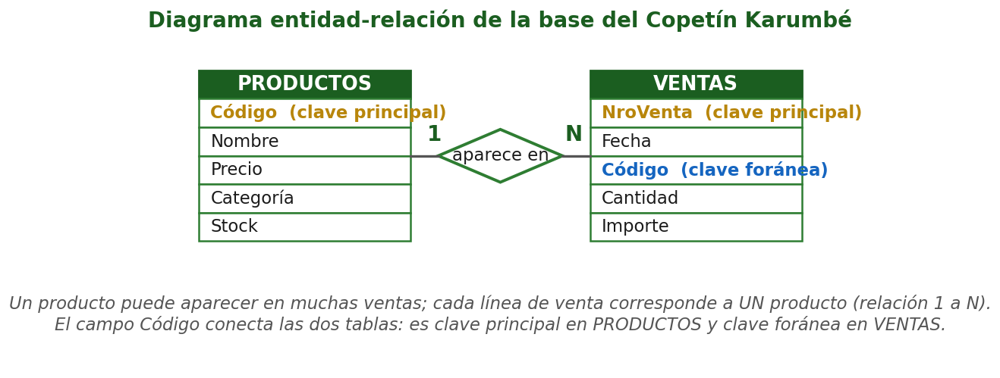 Diagrama entidad-relación de la base del Copetín Karumbé
PRODUCTOS
Código (clave principal)
Nombre
Precio
Categoría
Stock
1
aparece en
N
VENTAS
NroVenta (clave principal)
Fecha
Código (clave foránea)
Cantidad
Importe
Un producto puede aparecer en muchas ventas; cada línea de venta corresponde a UN producto (relación 1 a N).
El campo Código conecta las dos tablas: es clave principal en PRODUCTOS y clave foránea en VENTAS.